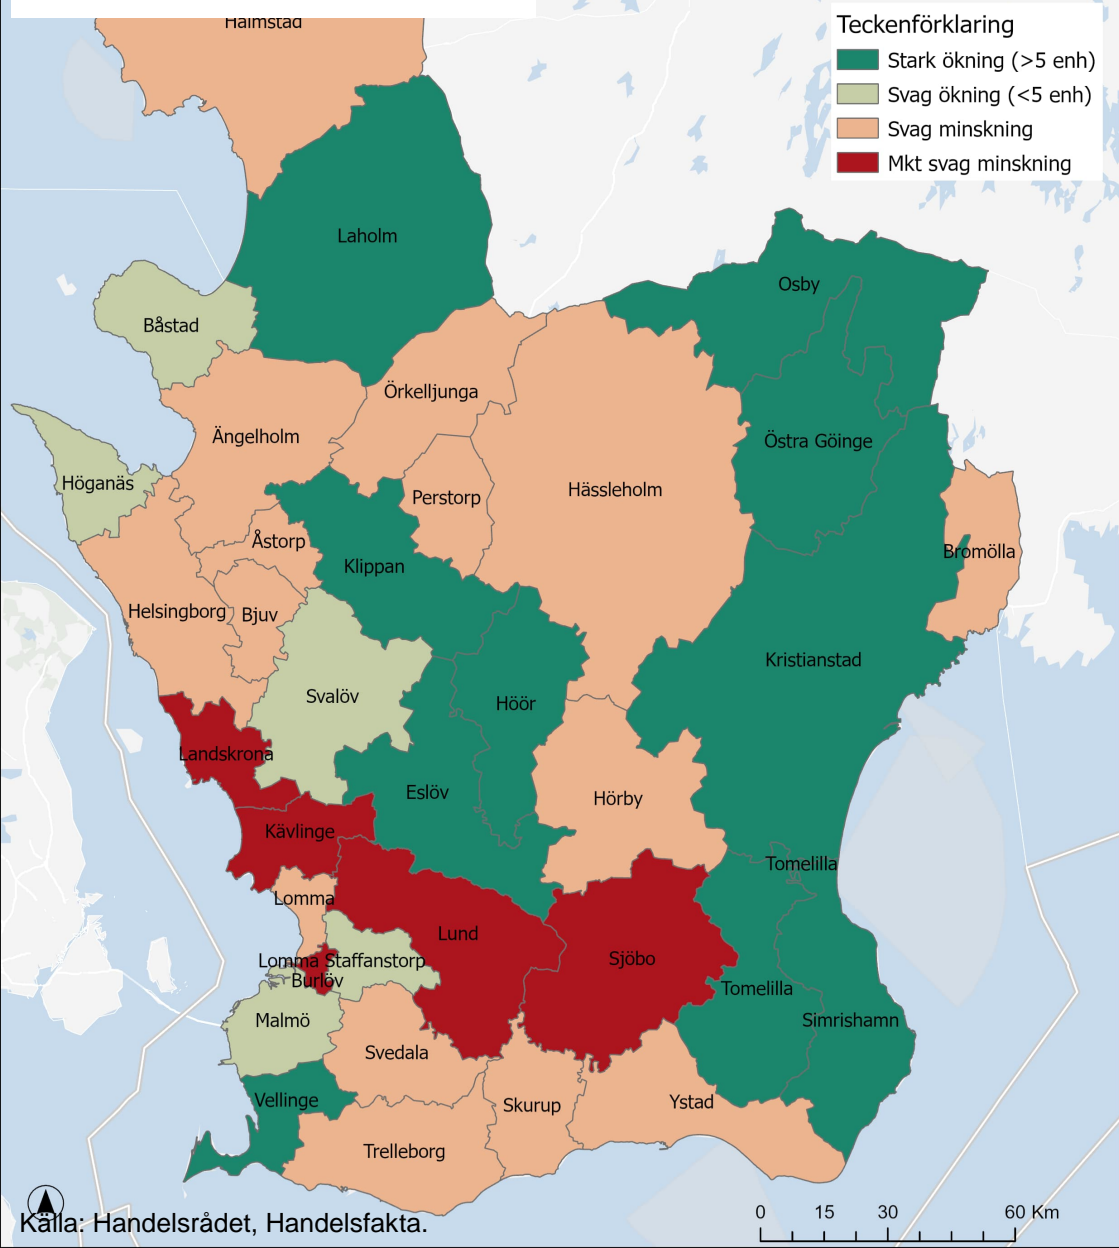 Halmstad
Teckenförklaring
Stark ökning (>5 enh)
Svag ökning (<5 enh)
Svag minskning
Mkt svag minskning
Laholm
Osby
Båstad
Örkelljunga
Ängelholm
Östra Göinge
Höganäs
Perstorp
Hässleholm
Åstorp
Klippan
Bromölla
Helsingborg
Bjuv
Kristianstad
Svalöv
Höör
Landskrona
Eslöv
Hörby
Kävlinge
Tomelilla
Lomma
Lund
Lomma Staffanstorp
Sjöbo
Burlöv
Tomelilla
Malmö
Simrishamn
Svedala
Vellinge
Skurup
Ystad
Trelleborg
0 15 30 60 Km
Källa: Handelsrådet, Handelsfakta.